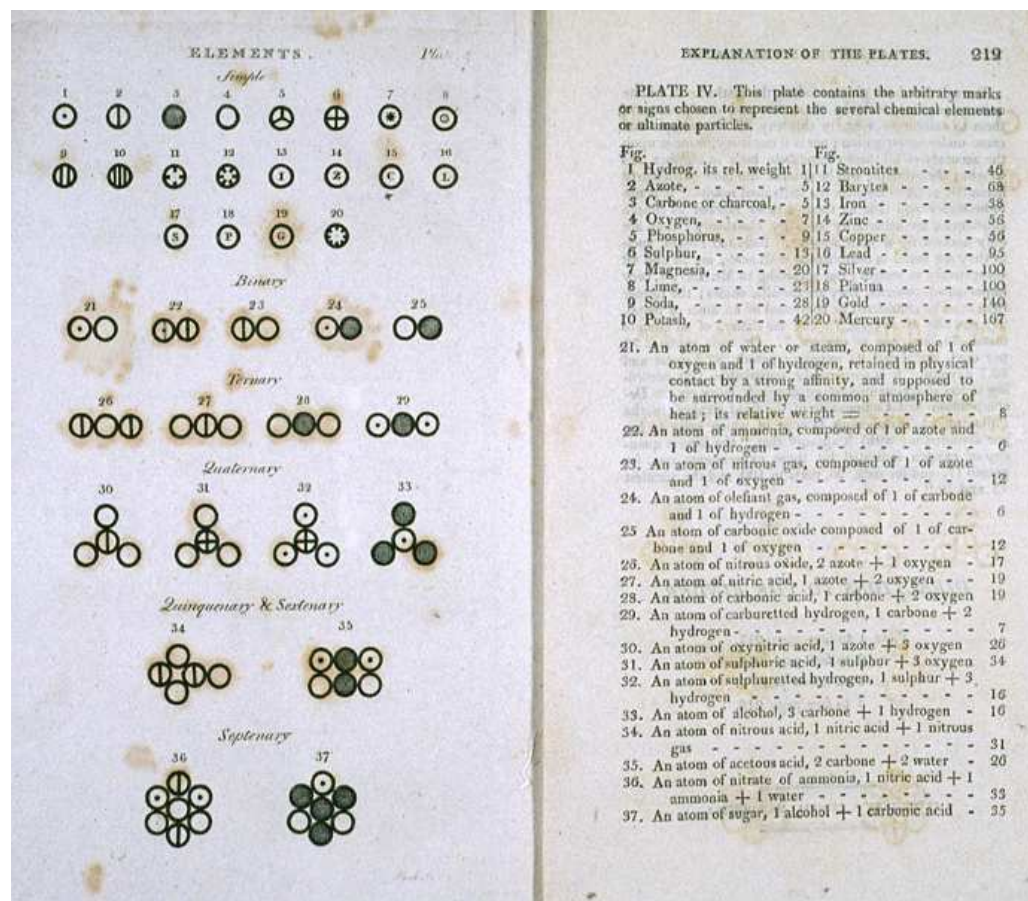 ELEMENTS.
Simple
1 2 3 4 5 6 7 8
9 10 11 12 13 14 15 16
I Z C L
17 18 19 20
S P G
Binary
21 22 23 24 25
Ternary
26 27 28 29
Quaternary
30 31 32 33
Quinquenary & Sextenary
34 35
Septenary
36 37
EXPLANATION OF THE PLATES. 219
PLATE IV. This plate contains the arbitrary marks
or signs chosen to represent the several chemical elements
or ultimate particles.
Fig. Fig.
1 Hydrog. its rel. weight 1 11 Strontites - - - 46
2 Azote, - - - - - 5 12 Barytes - - - 68
3 Carbone or charcoal, - 5 13 Iron - - - - - 38
4 Oxygen, - - - - 7 14 Zinc - - - - - 56
5 Phosphorus, - - - 9 15 Copper - - - - 56
6 Sulphur, - - - - 13 16 Lead - - - - - 95
7 Magnesia, - - - - 20 17 Silver - - - - - 100
8 Lime, - - - - - 23 18 Platina - - - - 100
9 Soda, - - - - - 28 19 Gold - - - - - 140
10 Potash, - - - - 42 20 Mercury - - - - 167
21. An atom of water or steam, composed of 1 of
oxygen and 1 of hydrogen, retained in physical
contact by a strong affinity, and supposed to
be surrounded by a common atmosphere of
heat; its relative weight = - - - - - 8
22. An atom of ammonia, composed of 1 of azote and
1 of hydrogen - - - - - - - - - 6
23. An atom of nitrous gas, composed of 1 of azote
and 1 of oxygen - - - - - - - - 12
24. An atom of olefiant gas, composed of 1 of carbone
and 1 of hydrogen - - - - - - - - 6
25 An atom of carbonic oxide composed of 1 of car-
bone and 1 of oxygen - - - - - - - 12
26. An atom of nitrous oxide, 2 azote + 1 oxygen - 17
27. An atom of nitric acid, 1 azote + 2 oxygen - - 19
28. An atom of carbonic acid, 1 carbone + 2 oxygen 19
29. An atom of carburetted hydrogen, 1 carbone + 2
hydrogen - - - - - - - - - - 7
30. An atom of oxynitric acid, 1 azote + 3 oxygen 26
31. An atom of sulphuric acid, 1 sulphur + 3 oxygen 34
32. An atom of sulphuretted hydrogen, 1 sulphur + 3
hydrogen - - - - - - - - - - 16
33. An atom of alcohol, 3 carbone + 1 hydrogen - 16
34. An atom of nitrous acid, 1 nitric acid + 1 nitrous
gas - - - - - - - - - - - - 31
35. An atom of acetous acid, 2 carbone + 2 water - 26
36. An atom of nitrate of ammonia, 1 nitric acid + 1
ammonia + 1 water - - - - - - - 33
37. An atom of sugar, 1 alcohol + 1 carbonic acid - 35